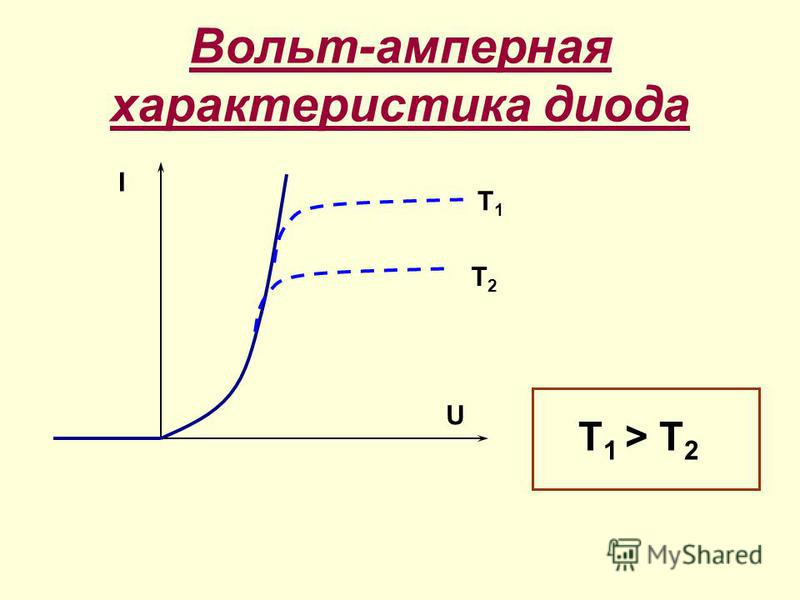 Вольт-амперная
характеристика диода
I
T₁
T₂
U
T₁ > T₂
MyShared